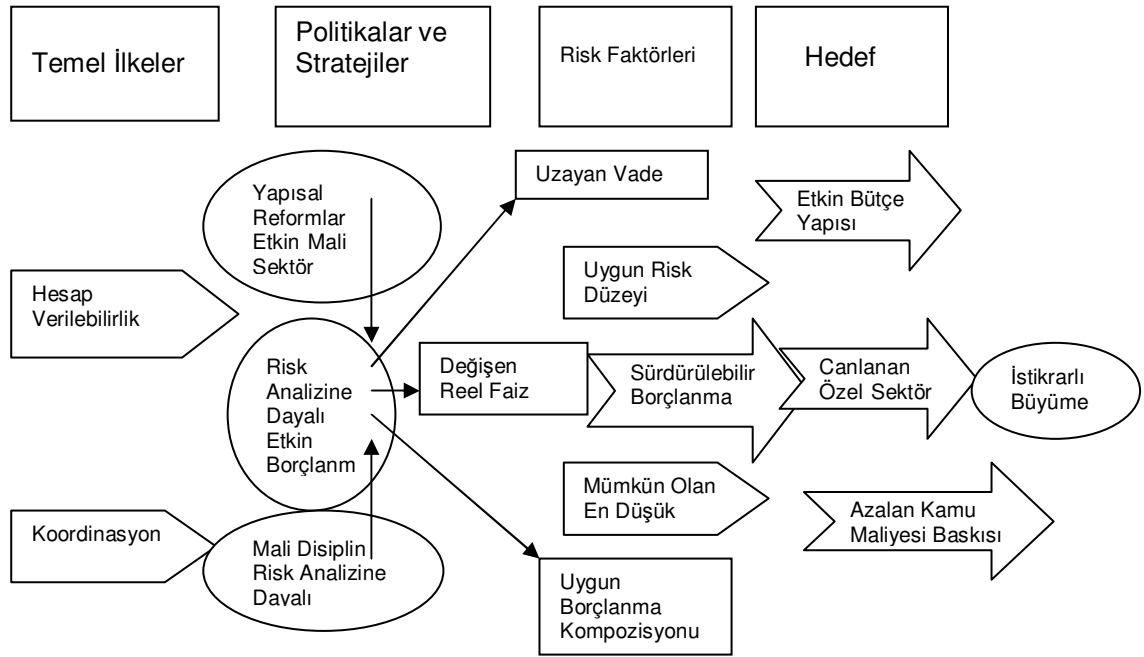 Temel İlkeler
Politikalar ve
Stratejiler
Risk Faktörleri
Hedef
Yapısal
Reformlar
Etkin Mali
Sektör
Uzayan Vade
Etkin Bütçe
Yapısı
Hesap
Verilebilirlik
Uygun Risk
Düzeyi
Risk
Analizine
Dayalı
Etkin
Borçlanm
Değişen
Reel Faiz
Sürdürülebilir
Borçlanma
Canlanan
Özel Sektör
İstikrarlı
Büyüme
Mümkün Olan
En Düşük
Koordinasyon
Mali Disiplin
Risk Analizine
Dayalı
Azalan Kamu
Maliyesi Baskısı
Uygun
Borçlanma
Kompozisyonu